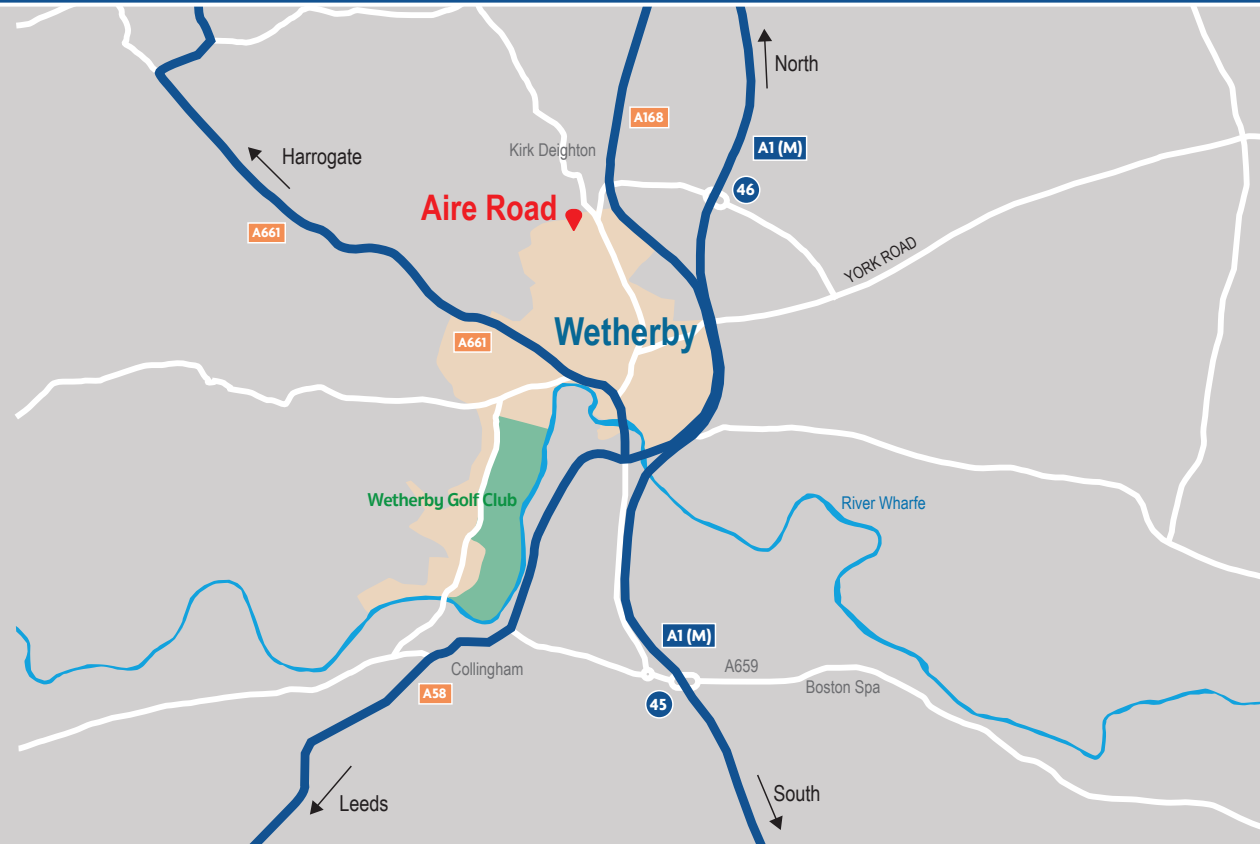 North
A168
A1 (M)
Kirk Deighton
Harrogate
46
Aire Road
A661
YORK ROAD
Wetherby
A661
Wetherby Golf Club
River Wharfe
A1 (M)
A659
Collingham
Boston Spa
A58
45
South
Leeds